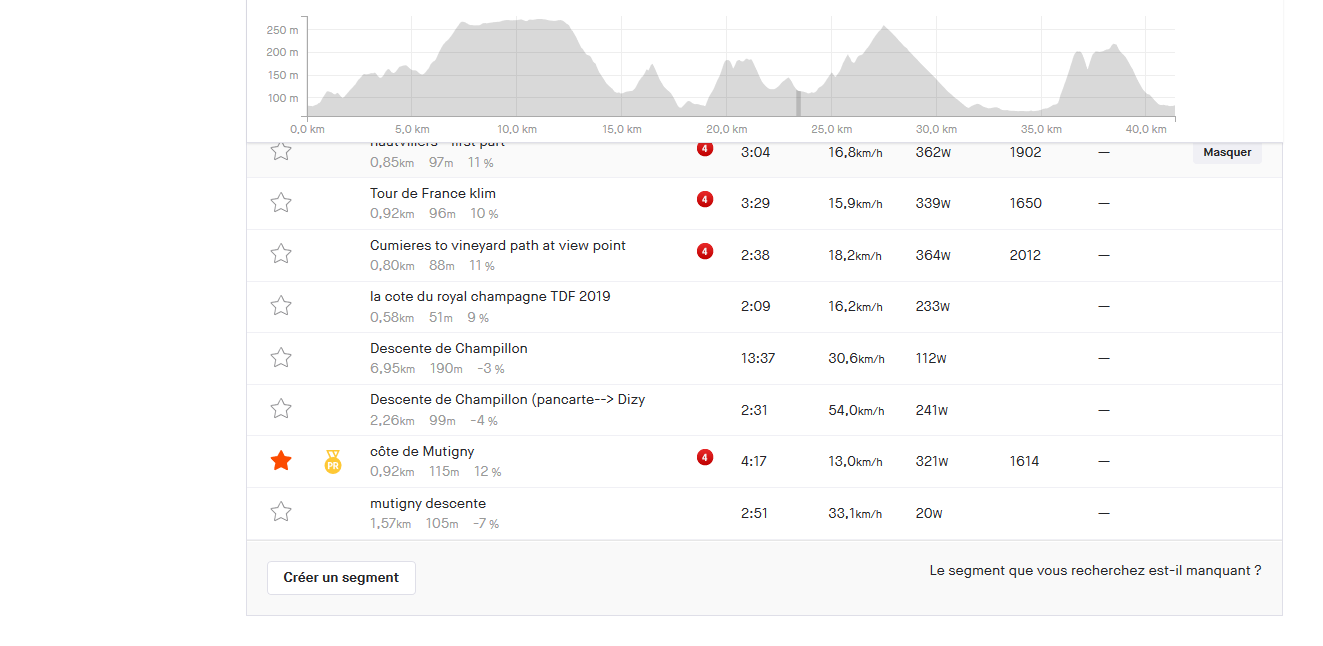 250 m
200 m
150 m
100 m
0,0 km 5,0 km 10,0 km 15,0 km 20,0 km 25,0 km 30,0 km 35,0 km 40,0 km
hautvillers - first part
4 3:04 16,8km/h 362W 1902 — Masquer
0,85km 97m 11 %
Tour de France klim
4 3:29 15,9km/h 339W 1650 —
0,92km 96m 10 %
Cumieres to vineyard path at view point
4 2:38 18,2km/h 364W 2012 —
0,80km 88m 11 %
la cote du royal champagne TDF 2019
2:09 16,2km/h 233W —
0,58km 51m 9 %
Descente de Champillon
13:37 30,6km/h 112W —
6,95km 190m -3 %
Descente de Champillon (pancarte--> Dizy
2:31 54,0km/h 241W —
2,26km 99m -4 %
côte de Mutigny
PR 4 4:17 13,0km/h 321W 1614 —
0,92km 115m 12 %
mutigny descente
2:51 33,1km/h 20W —
1,57km 105m -7 %
Créer un segment
Le segment que vous recherchez est-il manquant ?